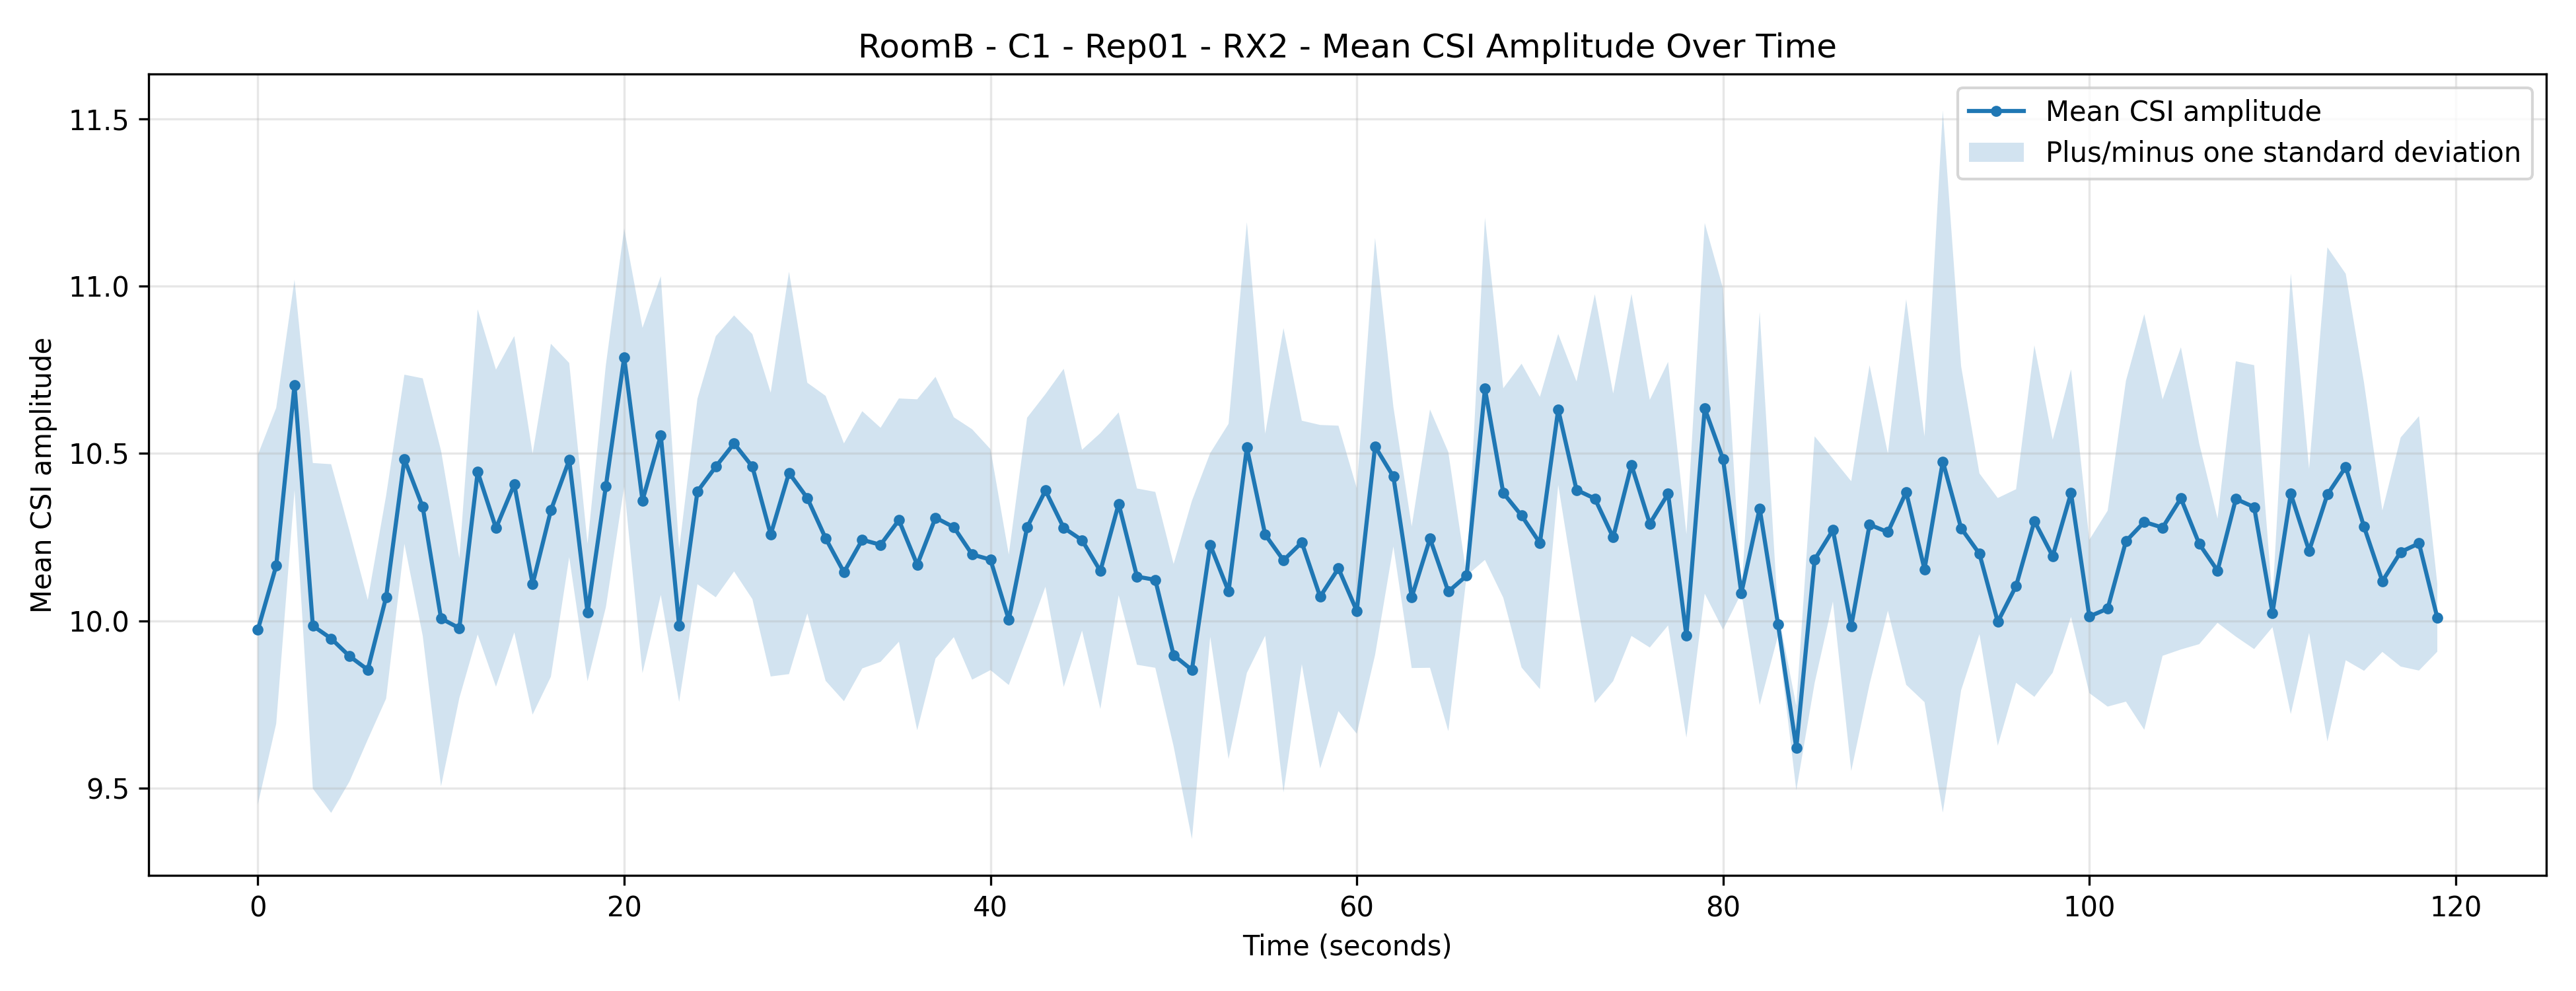 RoomB - C1 - Rep01 - RX2 - Mean CSI Amplitude Over Time
Mean CSI amplitude
Plus/minus one standard deviation
Mean CSI amplitude
11.5
11.0
10.5
10.0
9.5
0 20 40 60 80 100 120
Time (seconds)